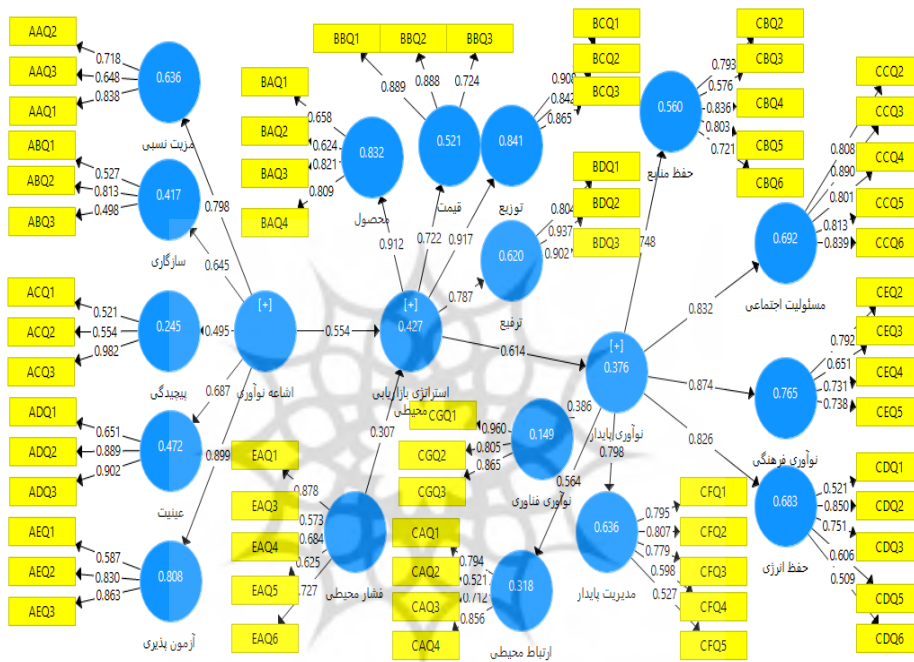 AAQ2
AAQ3
AAQ1
0.718
0.648
0.838
0.636
مزیت نسبی
ABQ1
ABQ2
ABQ3
0.527
0.813
0.498
0.417
سازگاری
ACQ1
ACQ2
ACQ3
0.521
0.554
0.982
0.245
پیچیدگی
ADQ1
ADQ2
ADQ3
0.651
0.889
0.902
0.472
عینیت
AEQ1
AEQ2
AEQ3
0.587
0.830
0.863
0.808
آزمون پذیری
0.798
0.645
0.495
0.687
0.899
[+]
اشاعه نوآوری
0.554
BAQ1
BAQ2
BAQ3
BAQ4
0.658
0.624
0.821
0.809
0.832
محصول
BBQ1
BBQ2
BBQ3
0.889
0.888
0.724
0.521
قیمت
BCQ1
BCQ2
BCQ3
0.842
0.865
0.841
توزیع
BDQ1
BDQ2
BDQ3
0.804
0.937
0.902
0.620
ترفیع
0.912
0.722
0.917
0.787
[+]
0.427
استراتژی بازاریابی
محیطی
0.307
0.614
EAQ1
EAQ3
EAQ4
EAQ5
EAQ6
0.878
0.573
0.684
0.625
.727
فشار محیطی
CGQ1
CGQ2
CGQ3
0.960
0.805
0.865
0.149
نوآوری فناوری
0.386
CAQ1
CAQ2
CAQ3
CAQ4
0.794
0.521
0.712
0.856
0.318
ارتباط محیطی
0.564
[+]
0.376
نوآوری پایدار
0.798
CFQ1
CFQ2
CFQ3
CFQ4
CFQ5
0.795
0.807
0.779
0.598
0.527
0.636
مدیریت پایدار
748
CBQ2
CBQ3
CBQ4
CBQ5
CBQ6
0.793
0.576
0.836
0.803
0.721
0.560
حفظ منابع
0.832
CCQ2
CCQ3
CCQ4
CCQ5
CCQ6
0.808
0.890
0.801
0.813
0.839
0.692
مسئولیت اجتماعی
0.874
CEQ2
CEQ3
CEQ4
CEQ5
0.792
0.651
0.731
0.738
0.765
نوآوری فرهنگی
0.826
CDQ1
CDQ2
CDQ3
CDQ5
CDQ6
0.521
0.850
0.751
0.606
0.509
0.683
حفظ انرژی